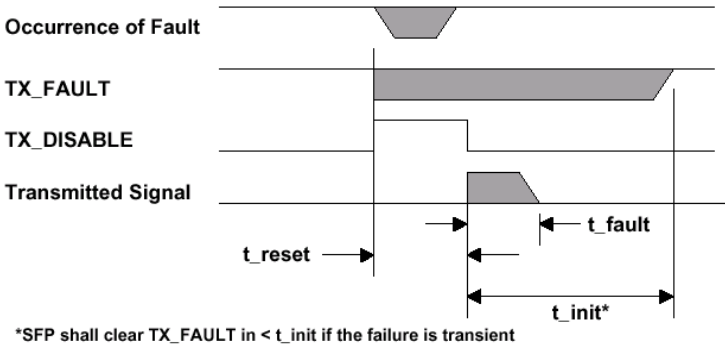 Occurrence of Fault
TX_FAULT
TX_DISABLE
Transmitted Signal
t_fault
t_reset
t_init*
*SFP shall clear TX_FAULT in < t_init if the failure is transient